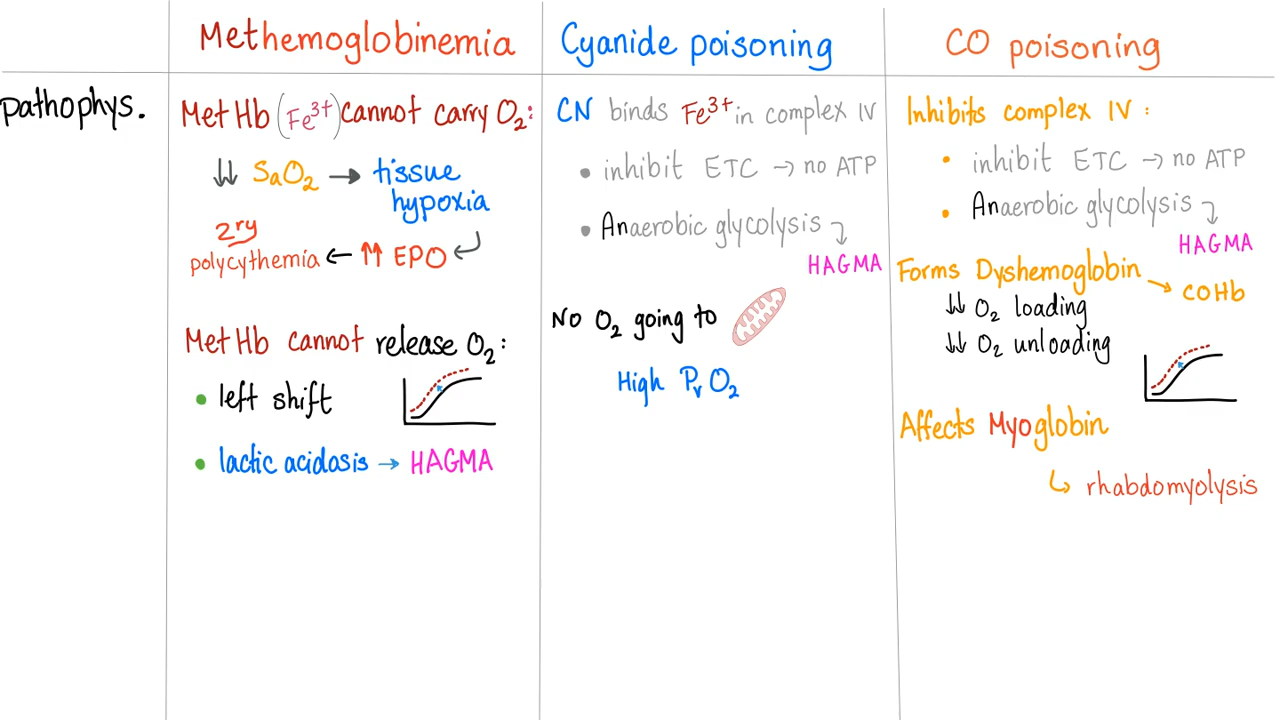 Methemoglobinemia
Cyanide poisoning
CO poisoning
pathophys.
MetHb (Fe³⁺) cannot carry O₂:
↓↓ SaO₂ → tissue
hypoxia
2ry
polycythemia ← ↑↑ EPO
MetHb cannot release O₂:
• left shift
• lactic acidosis → HAGMA
CN binds Fe³⁺ in complex IV
• inhibit ETC → no ATP
• Anaerobic glycolysis
HAGMA
No O₂ going to
High PᵥO₂
Inhibits complex IV:
• inhibit ETC → no ATP
• Anaerobic glycolysis
HAGMA
Forms Dyshemoglobin
→ COHb
↓↓ O₂ loading
↓↓ O₂ unloading
Affects Myoglobin
↳ rhabdomyolysis